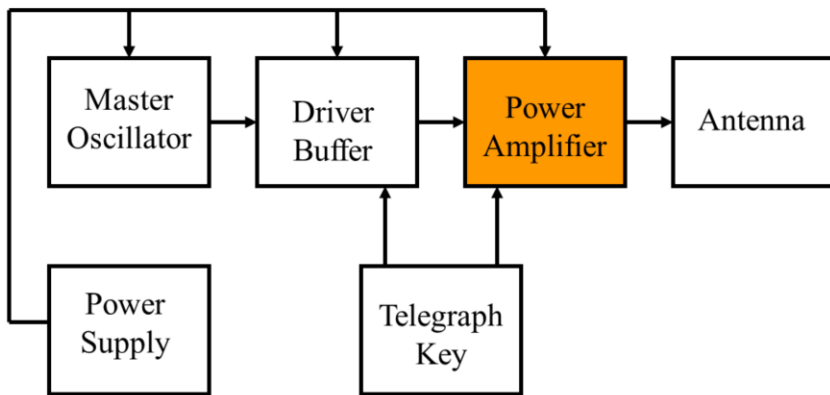 Master
Oscillator
Driver
Buffer
Power
Amplifier
Antenna
Power
Supply
Telegraph
Key